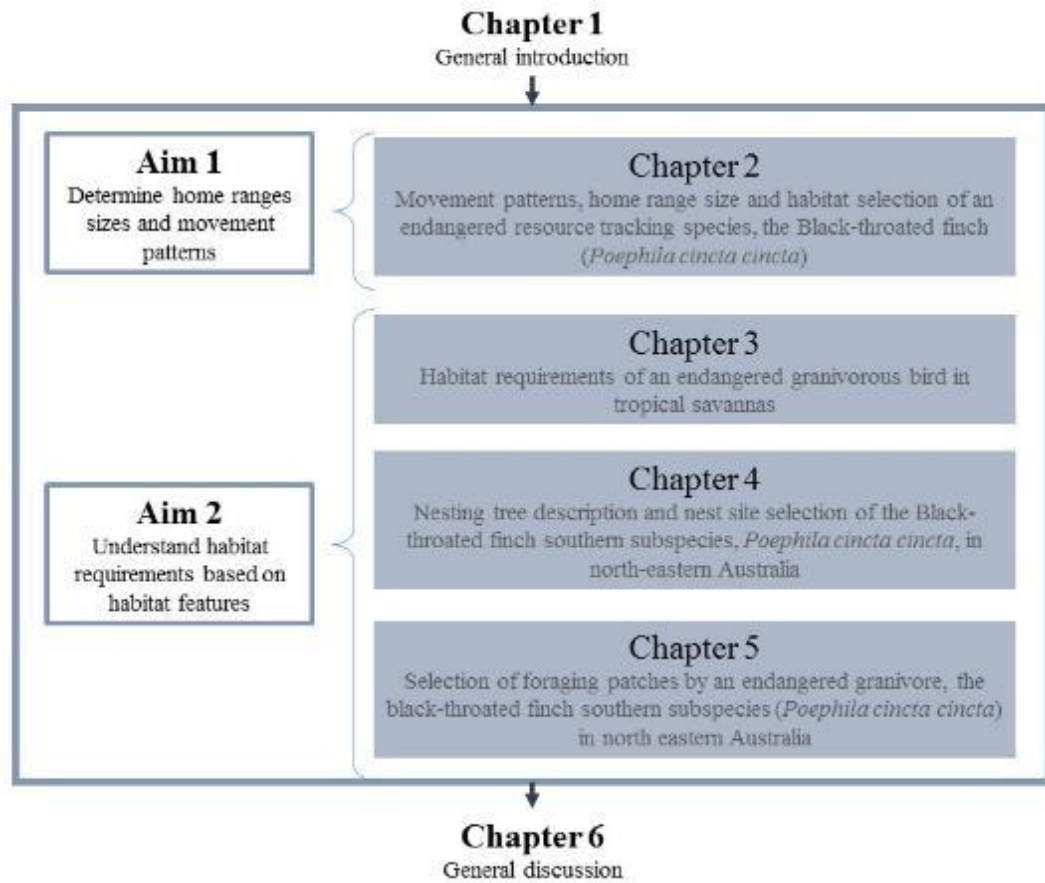 Chapter 1
General introduction
Aim 1
Determine home ranges
sizes and movement
patterns
Chapter 2
Movement patterns, home range size and habitat selection of an
endangered resource tracking species, the Black-throated finch
(Poephila cincta cincta)
Chapter 3
Habitat requirements of an endangered granivorous bird in
tropical savannas
Aim 2
Understand habitat
requirements based on
habitat features
Chapter 4
Nesting tree description and nest site selection of the Black-
throated finch southern subspecies, Poephila cincta cincta, in
north-eastern Australia
Chapter 5
Selection of foraging patches by an endangered granivore, the
black-throated finch southern subspecies (Poephila cincta cincta)
in north eastern Australia
Chapter 6
General discussion